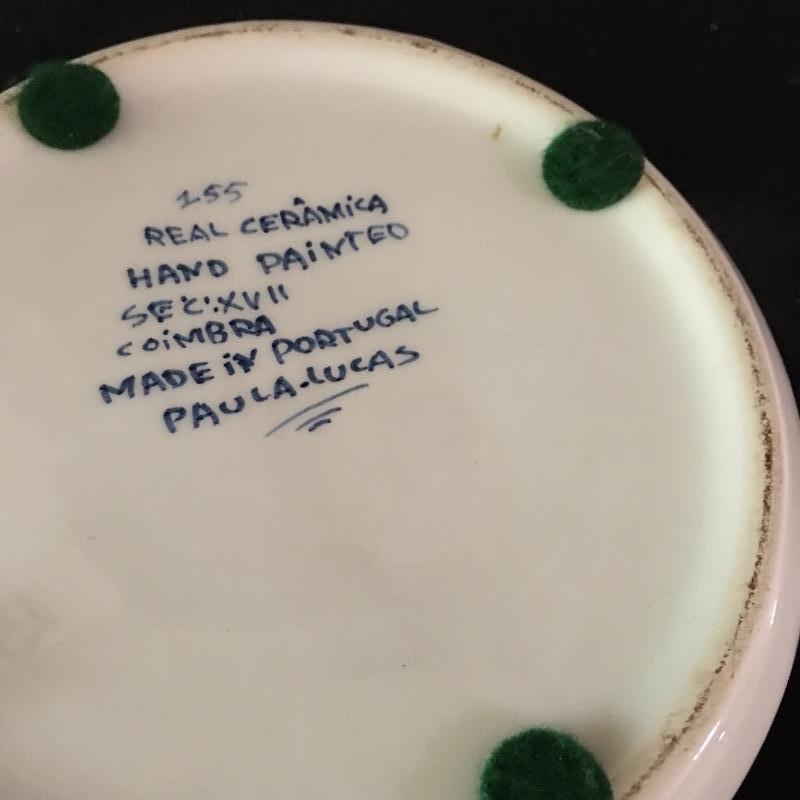 155
REAL CERÂMICA
HAND PAINTED
SEC:XVII
COIMBRA
MADE IN PORTUGAL
PAULA.LUCAS